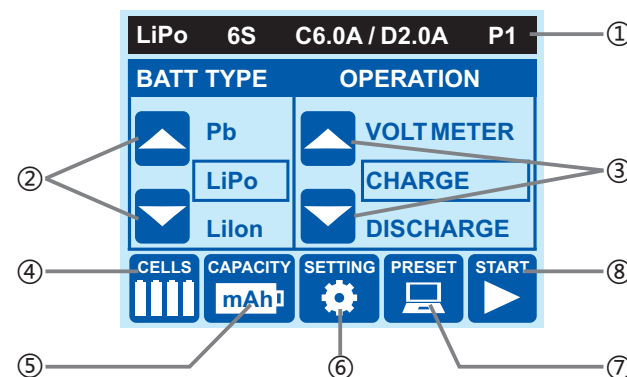 LiPo 6S C6.0A / D2.0A P1 ①
BATT TYPE OPERATION
Pb VOLT METER
② LiPo CHARGE ③
LiIon DISCHARGE
④ CELLS CAPACITY SETTING PRESET START ⑧
mAh
⑤ ⑥ ⑦